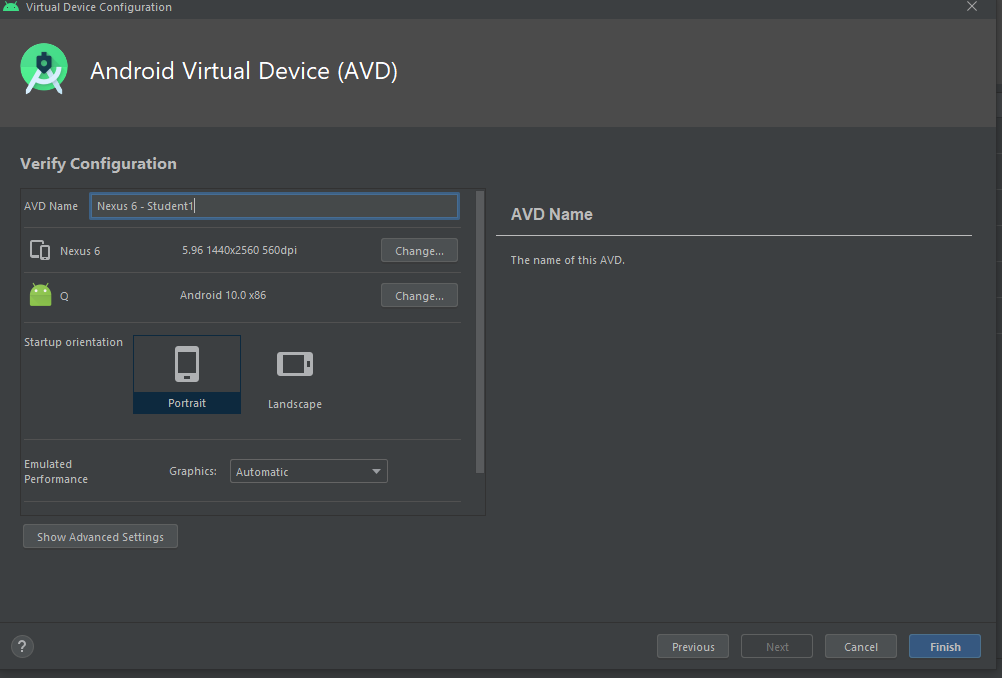 Virtual Device Configuration
Android Virtual Device (AVD)
Verify Configuration
AVD Name Nexus 6 - Student1
Nexus 6 5.96 1440x2560 560dpi Change...
Q Android 10.0 x86 Change...
Startup orientation
Portrait
Landscape
Emulated
Performance
Graphics: Automatic
Show Advanced Settings
AVD Name
The name of this AVD.
?
Previous Next Cancel Finish